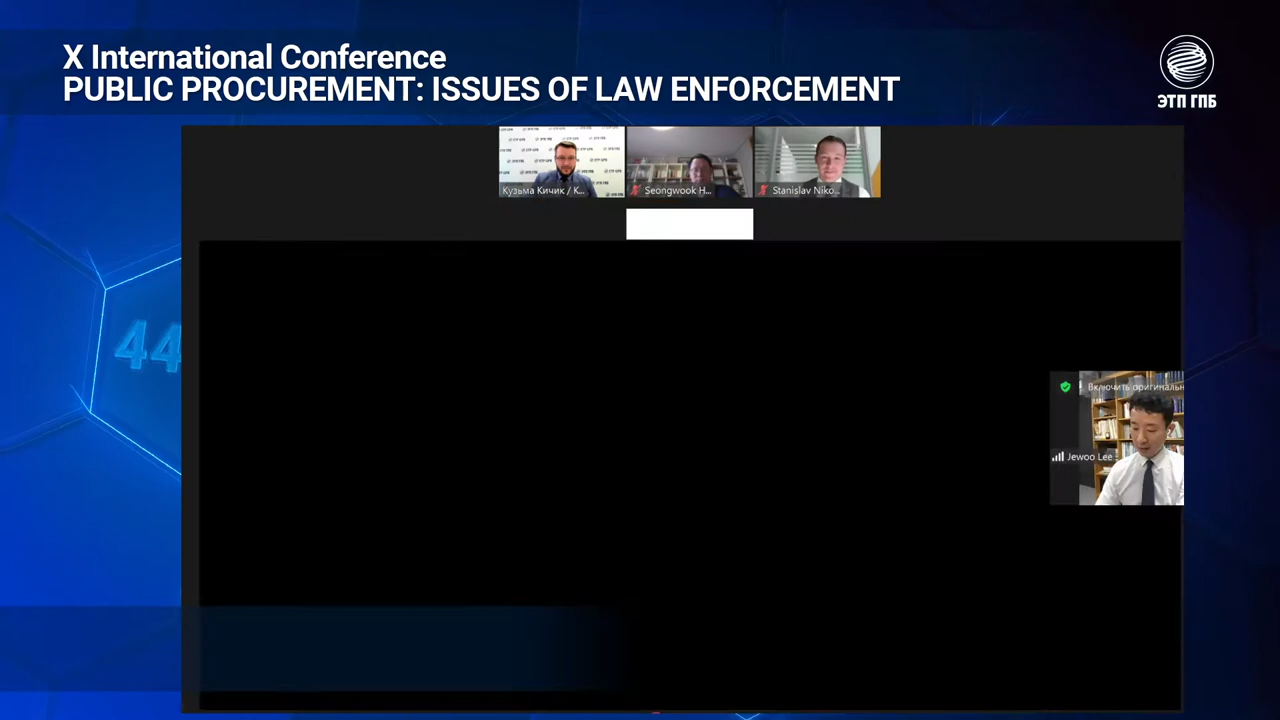 X International Conference
PUBLIC PROCUREMENT: ISSUES OF LAW ENFORCEMENT
ЭТП ГПБ
Кузьма Кичик / К...
Seongwook H...
Stanislav Niko...
44
Включить оригинальн
Jewoo Lee